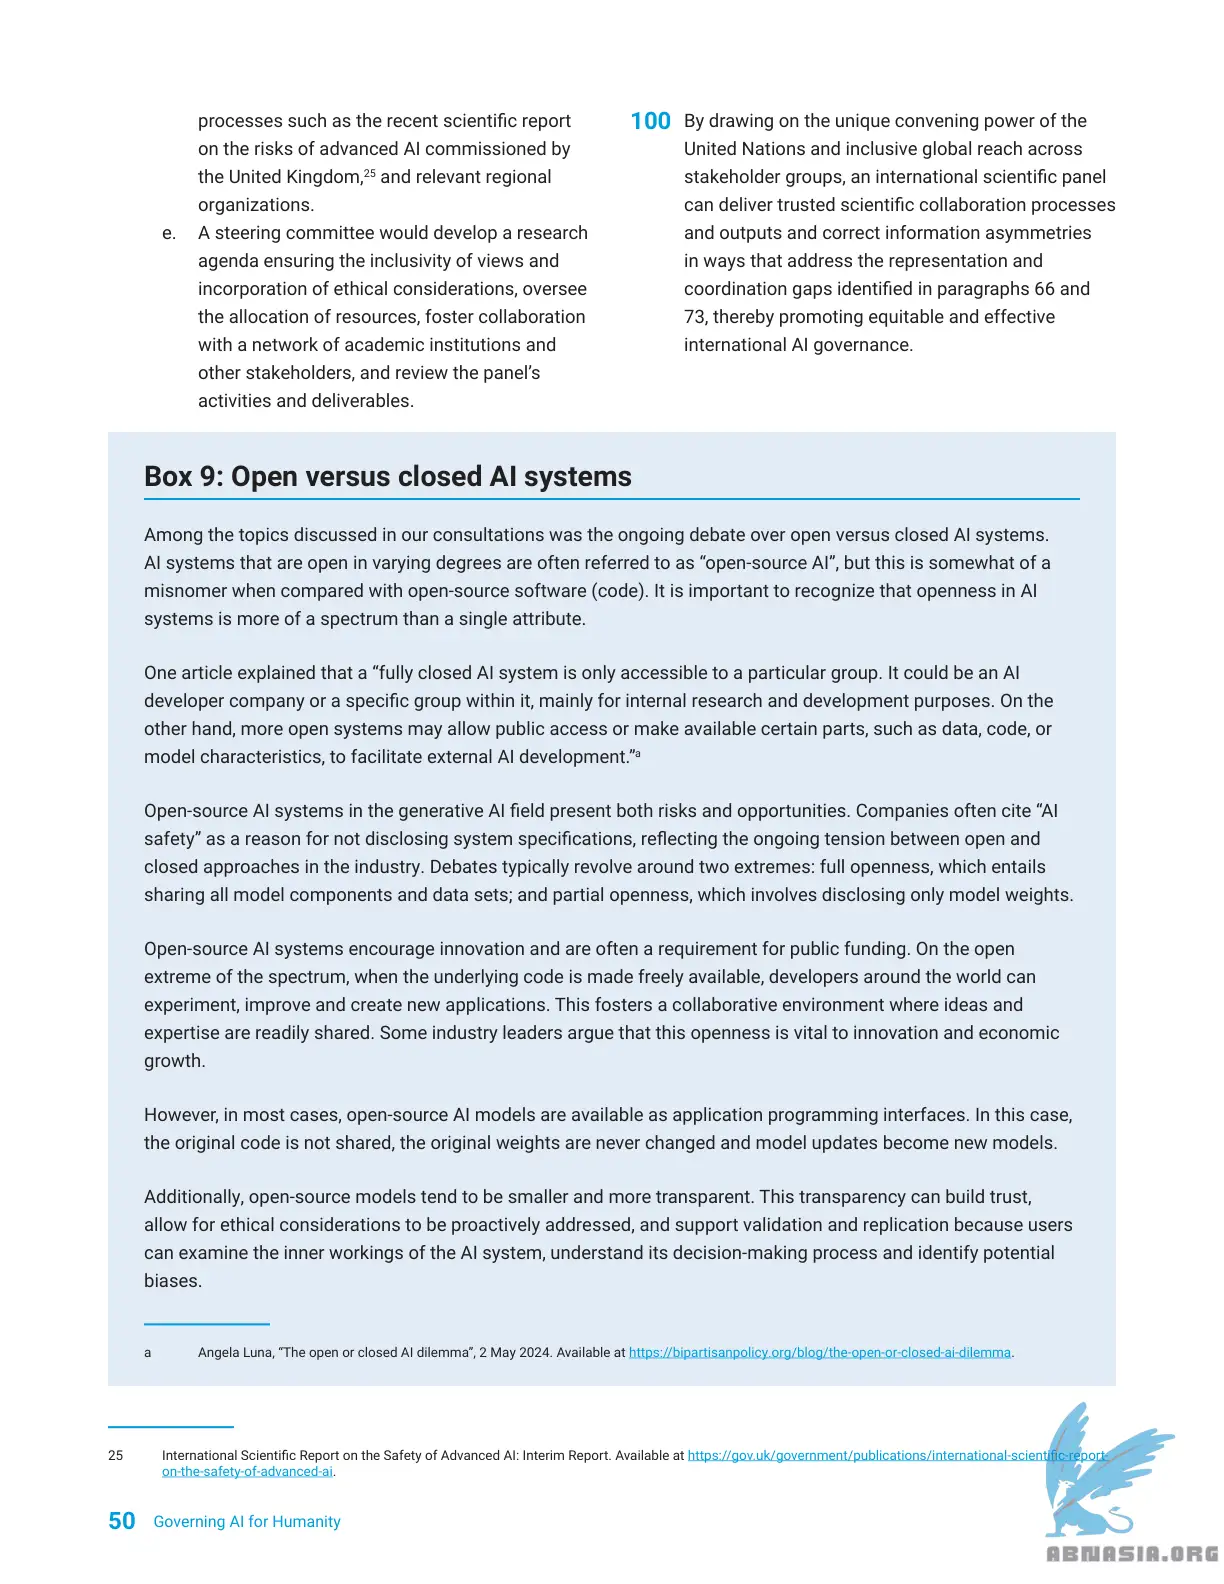 processes such as the recent scientific report
on the risks of advanced AI commissioned by
the United Kingdom,25 and relevant regional
organizations.
e. A steering committee would develop a research
agenda ensuring the inclusivity of views and
incorporation of ethical considerations, oversee
the allocation of resources, foster collaboration
with a network of academic institutions and
other stakeholders, and review the panel’s
activities and deliverables.
100 By drawing on the unique convening power of the
United Nations and inclusive global reach across
stakeholder groups, an international scientific panel
can deliver trusted scientific collaboration processes
and outputs and correct information asymmetries
in ways that address the representation and
coordination gaps identified in paragraphs 66 and
73, thereby promoting equitable and effective
international AI governance.
Box 9: Open versus closed AI systems
Among the topics discussed in our consultations was the ongoing debate over open versus closed AI systems.
AI systems that are open in varying degrees are often referred to as “open-source AI”, but this is somewhat of a
misnomer when compared with open-source software (code). It is important to recognize that openness in AI
systems is more of a spectrum than a single attribute.
One article explained that a “fully closed AI system is only accessible to a particular group. It could be an AI
developer company or a specific group within it, mainly for internal research and development purposes. On the
other hand, more open systems may allow public access or make available certain parts, such as data, code, or
model characteristics, to facilitate external AI development.”a
Open-source AI systems in the generative AI field present both risks and opportunities. Companies often cite “AI
safety” as a reason for not disclosing system specifications, reflecting the ongoing tension between open and
closed approaches in the industry. Debates typically revolve around two extremes: full openness, which entails
sharing all model components and data sets; and partial openness, which involves disclosing only model weights.
Open-source AI systems encourage innovation and are often a requirement for public funding. On the open
extreme of the spectrum, when the underlying code is made freely available, developers around the world can
experiment, improve and create new applications. This fosters a collaborative environment where ideas and
expertise are readily shared. Some industry leaders argue that this openness is vital to innovation and economic
growth.
However, in most cases, open-source AI models are available as application programming interfaces. In this case,
the original code is not shared, the original weights are never changed and model updates become new models.
Additionally, open-source models tend to be smaller and more transparent. This transparency can build trust,
allow for ethical considerations to be proactively addressed, and support validation and replication because users
can examine the inner workings of the AI system, understand its decision-making process and identify potential
biases.
a Angela Luna, “The open or closed AI dilemma”, 2 May 2024. Available at https://bipartisanpolicy.org/blog/the-open-or-closed-ai-dilemma.
25 International Scientific Report on the Safety of Advanced AI: Interim Report. Available at https://gov.uk/government/publications/international-scientific-report-
on-the-safety-of-advanced-ai.
50 Governing AI for Humanity
ABNASIA.ORG